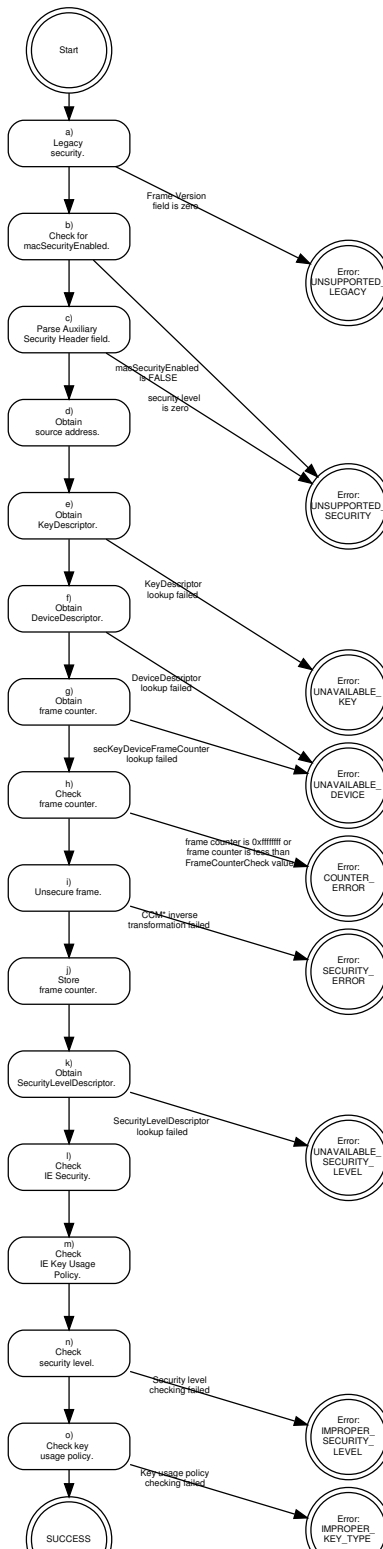 Start
a)
Legacy
security.
Frame Version
field is zero
b)
Check for
macSecurityEnabled.
Error:
UNSUPPORTED_
LEGACY
c)
Parse Auxiliary
Security Header field.
macSecurityEnabled
is FALSE
security level
is zero
d)
Obtain
source address.
Error:
UNSUPPORTED_
SECURITY
e)
Obtain
KeyDescriptor.
KeyDescriptor
lookup failed
f)
Obtain
DeviceDescriptor.
DeviceDescriptor
lookup failed
Error:
UNAVAILABLE_
KEY
g)
Obtain
frame counter.
secKeyDeviceFrameCounter
lookup failed
Error:
UNAVAILABLE_
DEVICE
h)
Check
frame counter.
frame counter is 0xffffffff or
frame counter is less than
FrameCounterCheck value
Error:
COUNTER_
ERROR
i)
Unsecure frame.
CCM* inverse
transformation failed
Error:
SECURITY_
ERROR
j)
Store
frame counter.
k)
Obtain
SecurityLevelDescriptor.
SecurityLevelDescriptor
lookup failed
Error:
UNAVAILABLE_
SECURITY_
LEVEL
l)
Check
IE Security.
m)
Check
IE Key Usage
Policy.
n)
Check
security level.
Security level
checking failed
Error:
IMPROPER_
SECURITY_
LEVEL
o)
Check key
usage policy.
Key usage policy
checking failed
Error:
IMPROPER_
KEY_TYPE
SUCCESS